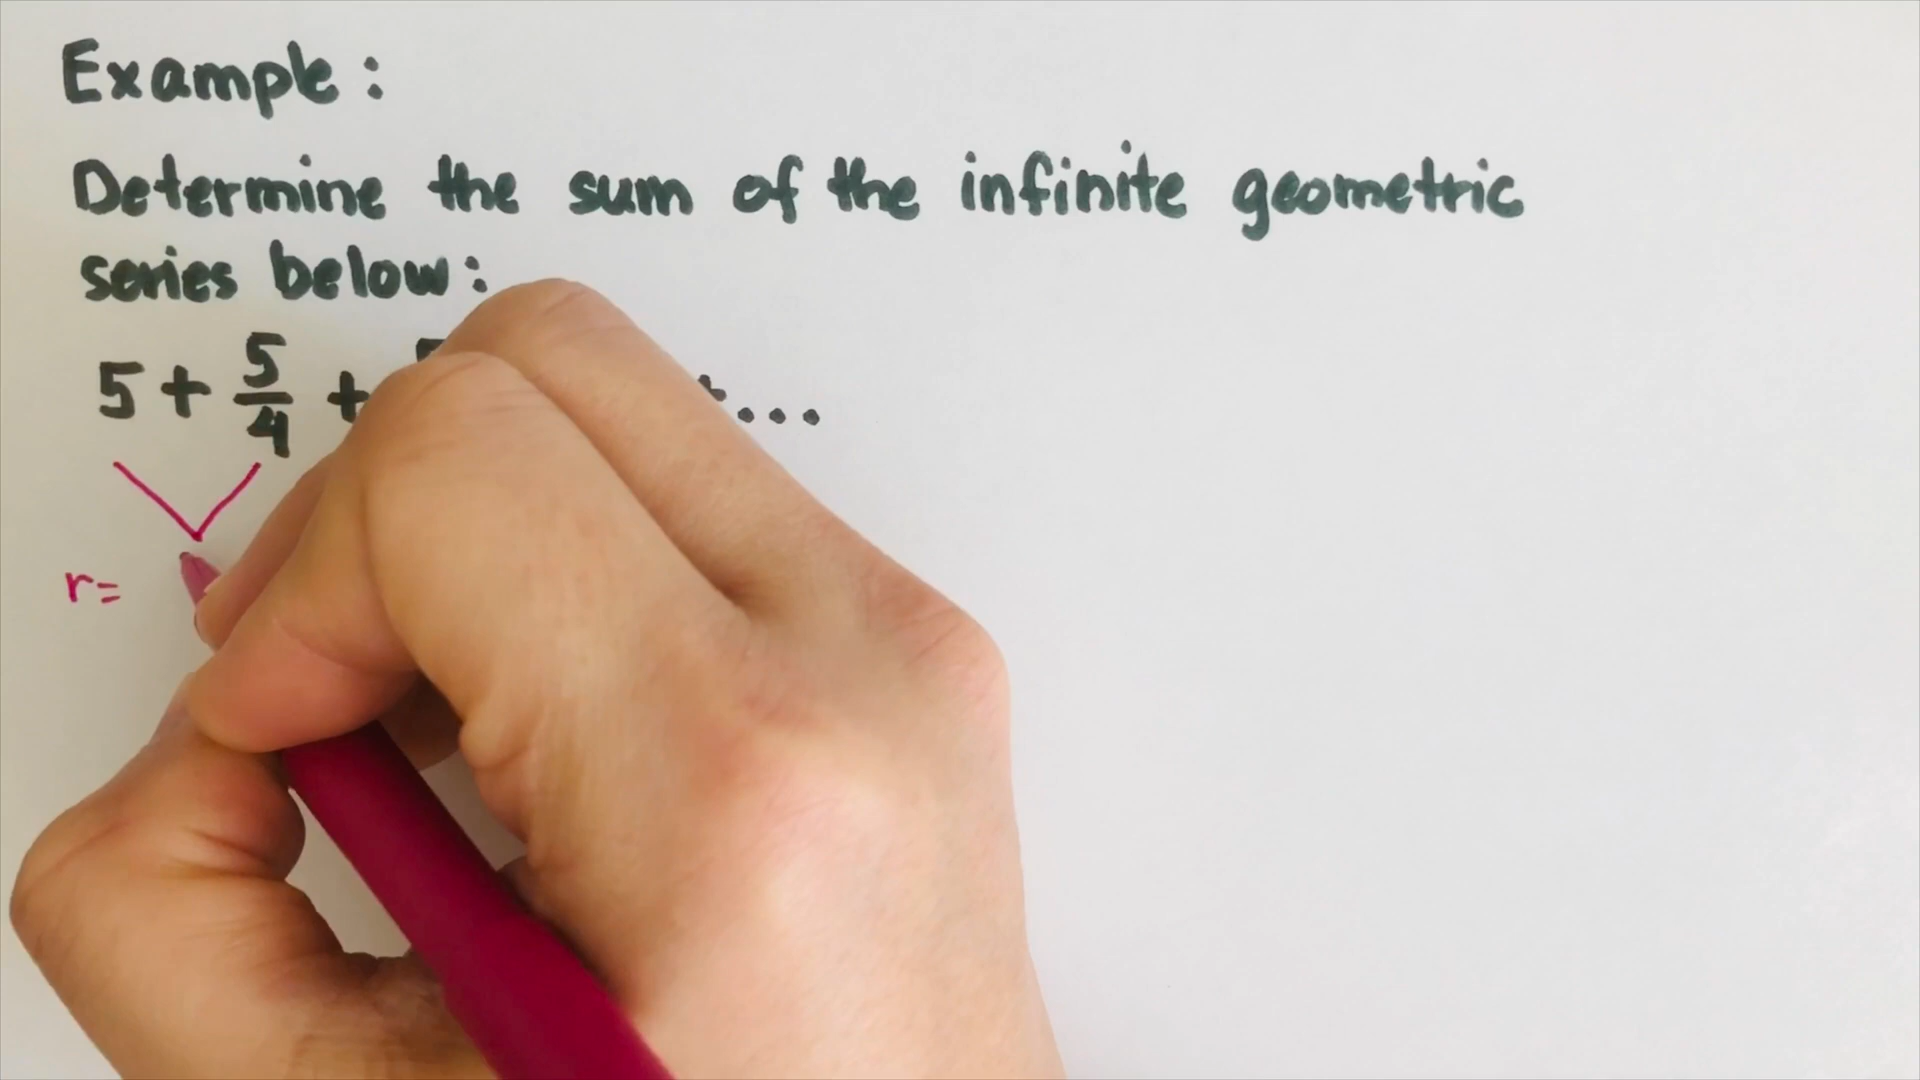 Example:
Determine the sum of the infinite geometric
series below:
5 + 5/4 + + ...
r=